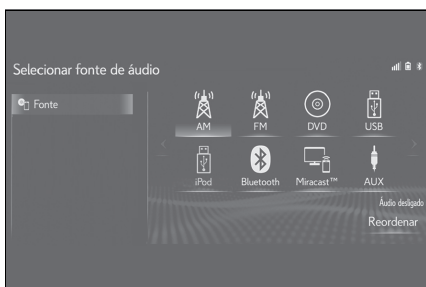 Selecionar fonte de áudio
Fonte
AM
FM
DVD
USB
iPod
Bluetooth
Miracast™
AUX
Áudio desligado
Reordenar